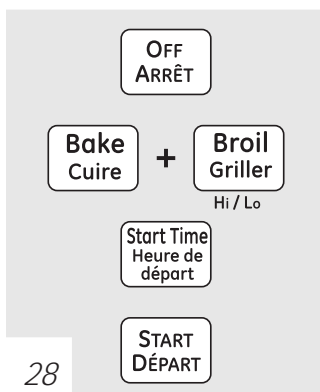 OFF
ARRÊT
Bake
Cuire
+
Broil
Griller
Hi / Lo
Start Time
Heure de
départ
START
DÉPART
28